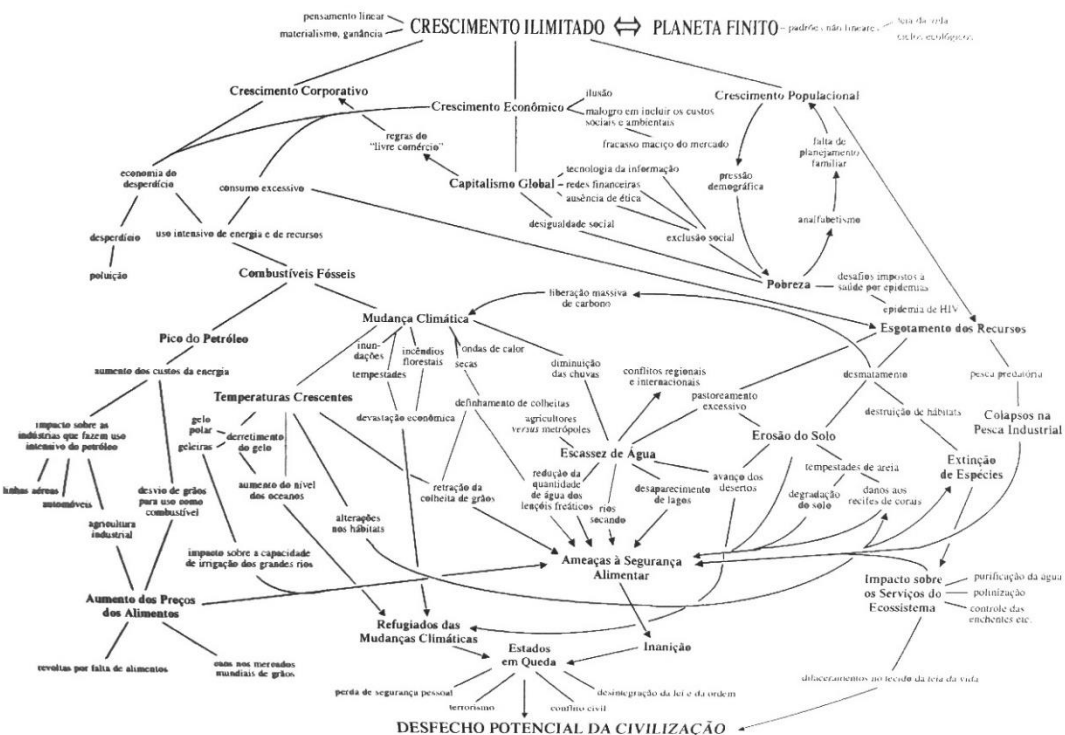 pensamento linear
materialismo, ganância
CRESCIMENTO ILIMITADO ⇔ PLANETA FINITO
padrões não lineares
teia da vida
ciclos ecológicos
Crescimento Corporativo
Crescimento Econômico
ilusão
malogro em incluir os custos
sociais e ambientais
fracasso maciço do mercado
Crescimento Populacional
regras do
"livre comércio"
falta de
planejamento
familiar
economia do
desperdício
consumo excessivo
Capitalismo Global
tecnologia da informação
redes financeiras
ausência de ética
pressão
demográfica
analfabetismo
desperdício
uso intensivo de energia e de recursos
desigualdade social
exclusão social
poluição
Combustíveis Fósseis
Pobreza
desafios impostos à
saúde por epidemias
liberação massiva
de carbono
epidemia de HIV
Mudança Climática
Esgotamento dos Recursos
Pico do Petróleo
inun-
dações
incêndios
florestais
ondas de calor
secas
tempestades
diminuição
das chuvas
conflitos regionais
e internacionais
desmatamento
pesca predatória
aumento dos custos da energia
Temperaturas Crescentes
pastoreamento
excessivo
devastação econômica
definhamento de colheitas
agricultores
versus metrópoles
destruição de hábitats
Colapsos na
Pesca Industrial
impacto sobre as
indústrias que fazem uso
intensivo do petróleo
gelo
polar
geleiras
derretimento
do gelo
Escassez de Água
Erosão do Solo
Extinção
de Espécies
linhas aéreas
automóveis
desvio de grãos
para uso como
combustível
aumento do nível
dos oceanos
retração da
colheita de grãos
redução da
quantidade
de água dos
lençóis freáticos
rios
secando
desaparecimento
de lagos
avanço dos
desertos
tempestades de areia
degradação
do solo
danos aos
recifes de corais
agricultura
industrial
alterações
nos hábitats
impacto sobre a capacidade
de irrigação dos grandes rios
Ameaças à Segurança
Alimentar
Impacto sobre
os Serviços do
Ecossistema
purificação da água
polinização
controle das
enchentes etc.
Aumento dos Preços
dos Alimentos
Refugiados das
Mudanças Climáticas
Inanição
Estados
em Queda
revoltas por falta de alimentos
caos nos mercados
mundiais de grãos
perda de segurança pessoal
terrorismo
conflito civil
desintegração da lei e da ordem
dilaceramentos no tecido da teia da vida
DESFECHO POTENCIAL DA CIVILIZAÇÃO